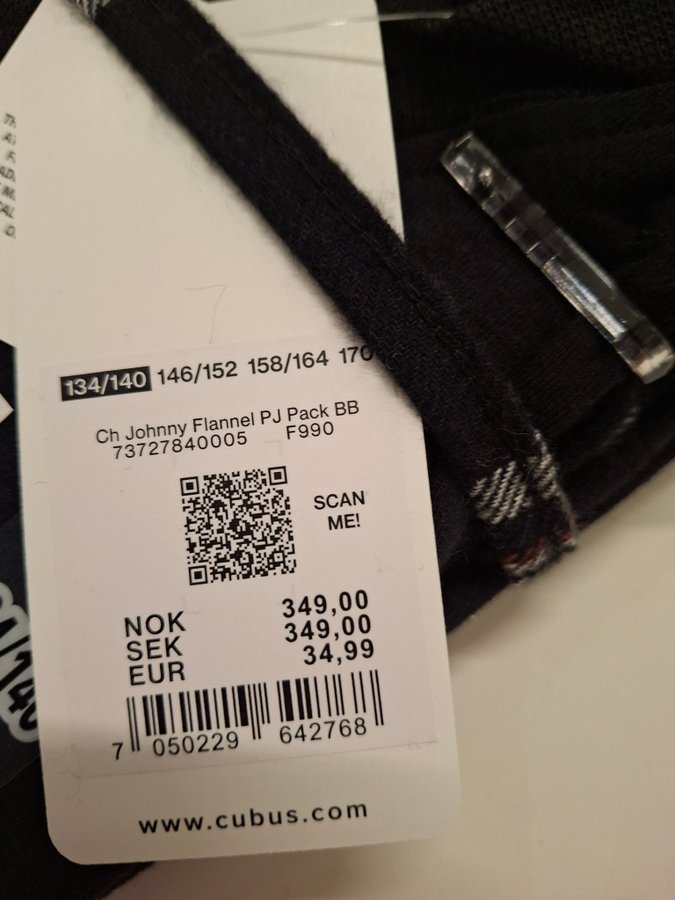 134/140 146/152 158/164 170
Ch Johnny Flannel PJ Pack BB
73727840005 F990
SCAN
ME!
NOK 349,00
SEK 349,00
EUR 34,99
7 050229 642768
www.cubus.com